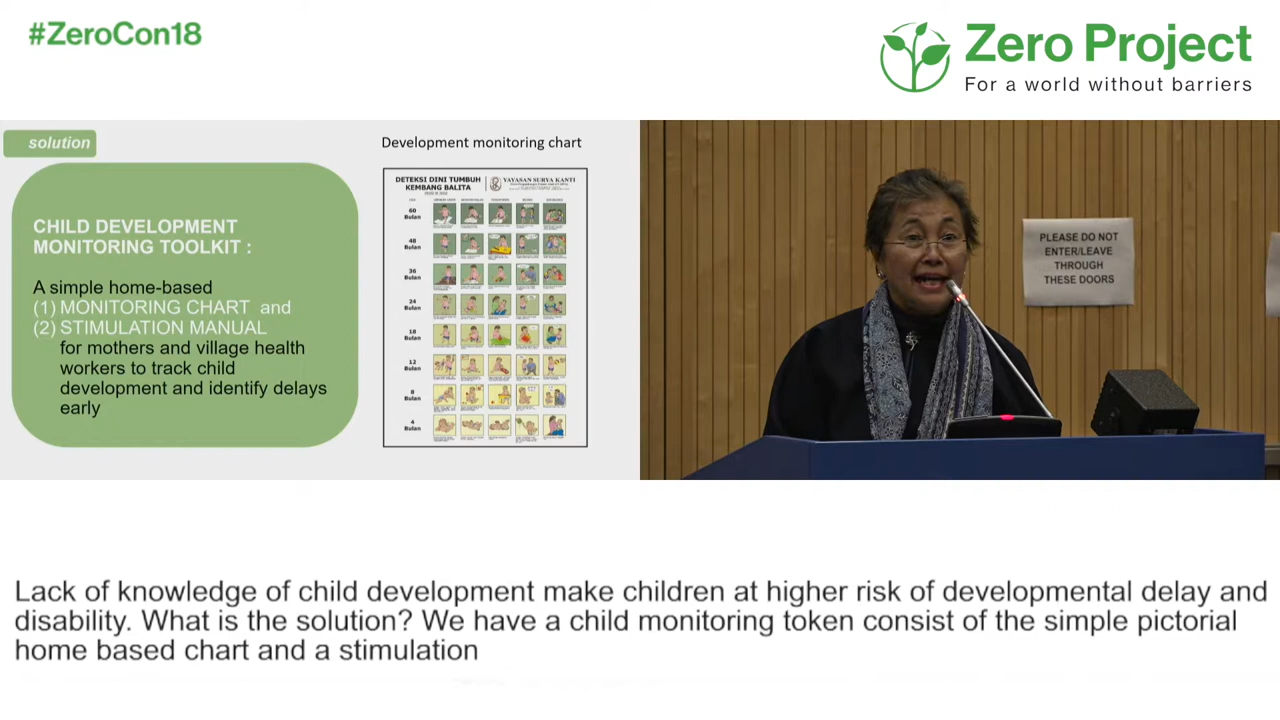 #ZeroCon18
Zero Project
For a world without barriers
solution
Development monitoring chart
CHILD DEVELOPMENT
MONITORING TOOLKIT :
A simple home-based
(1) MONITORING CHART and
(2) STIMULATION MANUAL
for mothers and village health
workers to track child
development and identify delays
early
DETEKSI DINI TUMBUH
KEMBANG BALITA
YAYASAN SURYA KANTI
60
Bulan
48
Bulan
36
Bulan
24
Bulan
18
Bulan
12
Bulan
8
Bulan
4
Bulan
PLEASE DO NOT
ENTER/LEAVE
THROUGH
THESE DOORS
Lack of knowledge of child development make children at higher risk of developmental delay and
disability. What is the solution? We have a child monitoring token consist of the simple pictorial
home based chart and a stimulation